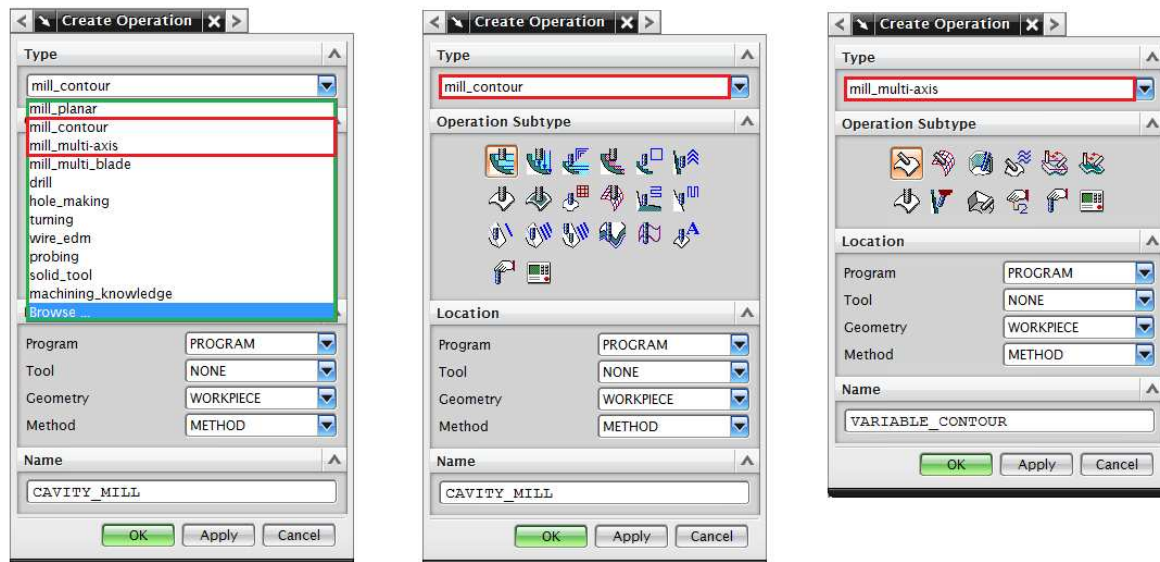 Create Operation
Type
mill_contour
mill_planar
mill_contour
mill_multi-axis
mill_multi_blade
drill
hole_making
turning
wire_edm
probing
solid_tool
machining_knowledge
Browse ...
Program PROGRAM
Tool NONE
Geometry WORKPIECE
Method METHOD
Name
CAVITY_MILL
OK Apply Cancel
Create Operation
Type
mill_contour
Operation Subtype
Location
Program PROGRAM
Tool NONE
Geometry WORKPIECE
Method METHOD
Name
CAVITY_MILL
OK Apply Cancel
Create Operation
Type
mill_multi-axis
Operation Subtype
Location
Program PROGRAM
Tool NONE
Geometry WORKPIECE
Method METHOD
Name
VARIABLE_CONTOUR
OK Apply Cancel